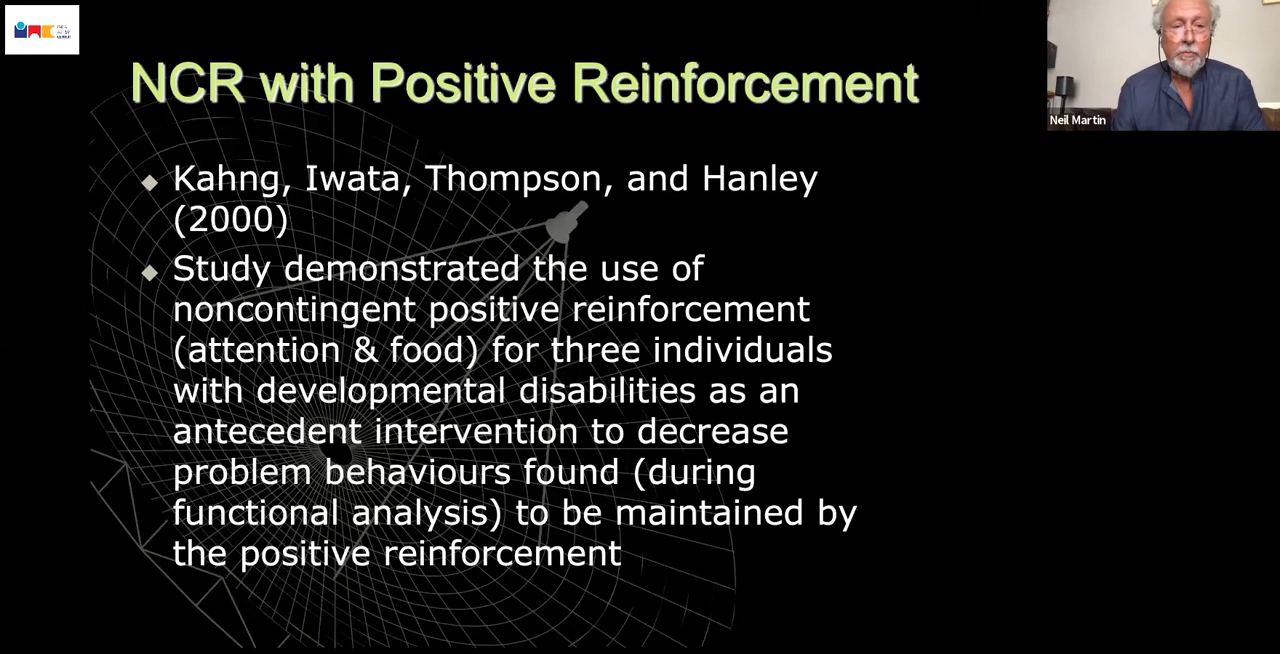 NCR with Positive Reinforcement
Neil Martin
Kahng, Iwata, Thompson, and Hanley
(2000)
Study demonstrated the use of
noncontingent positive reinforcement
(attention & food) for three individuals
with developmental disabilities as an
antecedent intervention to decrease
problem behaviours found (during
functional analysis) to be maintained by
the positive reinforcement